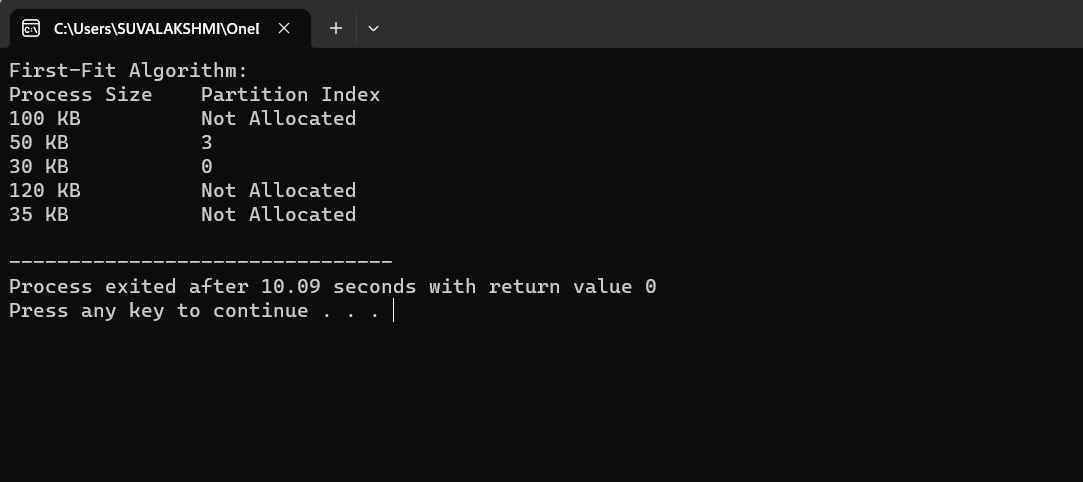 C:\Users\SUVALAKSHMI\OneI
First-Fit Algorithm:
Process Size    Partition Index
100 KB          Not Allocated
50 KB           3
30 KB           0
120 KB          Not Allocated
35 KB           Not Allocated
--------------------------------
Process exited after 10.09 seconds with return value 0
Press any key to continue . . .